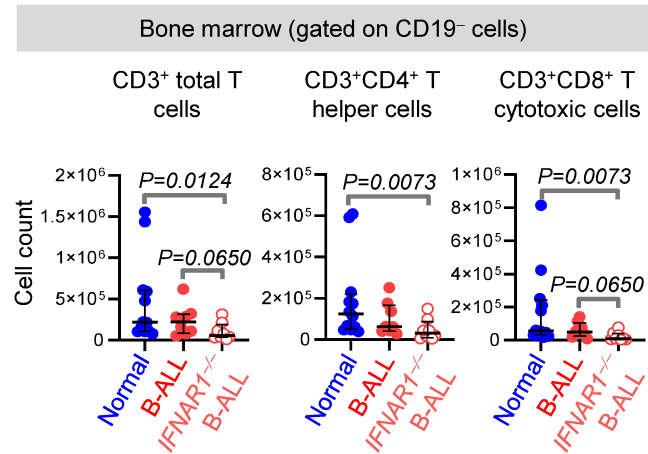 Bone marrow (gated on CD19⁻ cells)
CD3⁺ total T
cells
CD3⁺CD4⁺ T
helper cells
CD3⁺CD8⁺ T
cytotoxic cells
Cell count
2×10⁶
1.5×10⁶
1×10⁶
5×10⁵
0
P=0.0124
P=0.0650
Normal
B-ALL
IFNAR1⁻/⁻
B-ALL
8×10⁵
6×10⁵
4×10⁵
2×10⁵
0
P=0.0073
Normal
B-ALL
IFNAR1⁻/⁻
B-ALL
1×10⁶
8×10⁵
6×10⁵
4×10⁵
2×10⁵
0
P=0.0073
P=0.0650
Normal
B-ALL
IFNAR1⁻/⁻
B-ALL